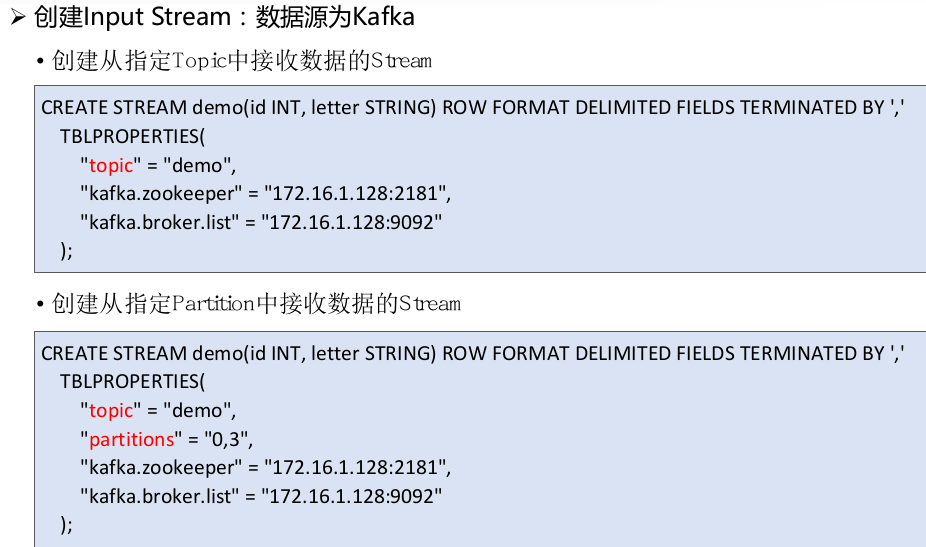 ➢ 创建Input Stream：数据源为Kafka
• 创建从指定Topic中接收数据的Stream
CREATE STREAM demo(id INT, letter STRING) ROW FORMAT DELIMITED FIELDS TERMINATED BY ','
TBLPROPERTIES(
"topic" = "demo",
"kafka.zookeeper" = "172.16.1.128:2181",
"kafka.broker.list" = "172.16.1.128:9092"
);
• 创建从指定Partition中接收数据的Stream
CREATE STREAM demo(id INT, letter STRING) ROW FORMAT DELIMITED FIELDS TERMINATED BY ','
TBLPROPERTIES(
"topic" = "demo",
"partitions" = "0,3",
"kafka.zookeeper" = "172.16.1.128:2181",
"kafka.broker.list" = "172.16.1.128:9092"
);